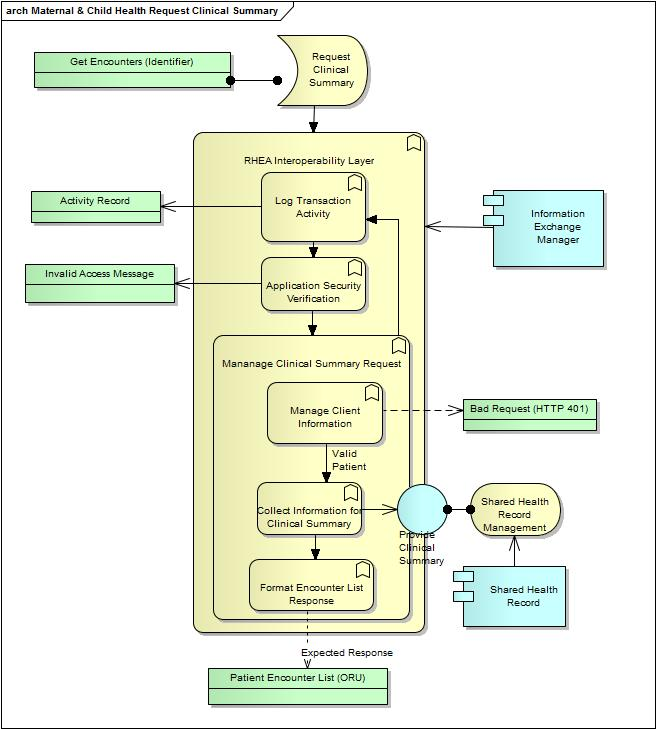 arch Maternal & Child Health Request Clinical Summary
Get Encounters (Identifier)
Request
Clinical
Summary
RHEA Interoperability Layer
Log Transaction
Activity
Activity Record
Information
Exchange
Manager
Invalid Access Message
Application Security
Verification
Mananage Clinical Summary Request
Manage Client
Information
Bad Request (HTTP 401)
Valid
Patient
Collect Information for
Clinical Summary
Shared Health
Record
Management
Provide
Clinical
Summary
Format Encounter List
Response
Shared Health
Record
Expected Response
Patient Encounter List (ORU)